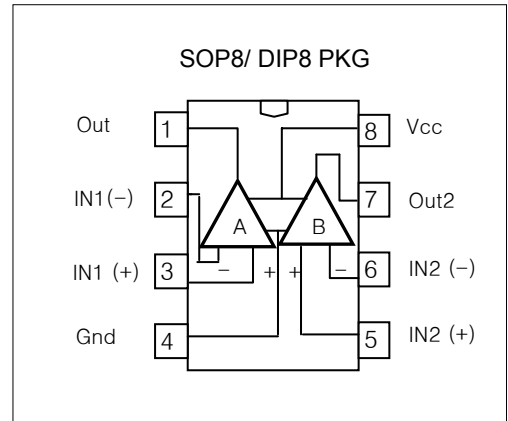 SOP8/ DIP8 PKG
Out 1 8 Vcc
IN1(-) 2 7 Out2
A B
IN1 (+) 3 - + + - 6 IN2 (-)
Gnd 4 5 IN2 (+)